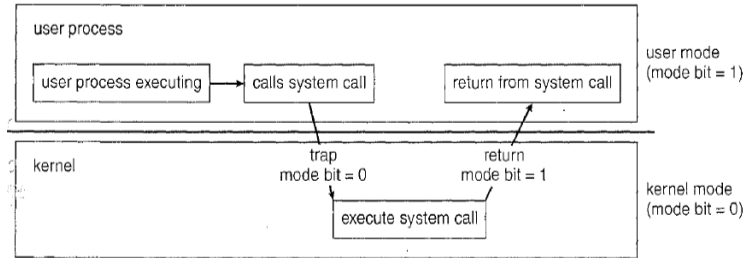 user process
user process executing
calls system call
return from system call
user mode
(mode bit = 1)
kernel
trap
mode bit = 0
return
mode bit = 1
execute system call
kernel mode
(mode bit = 0)